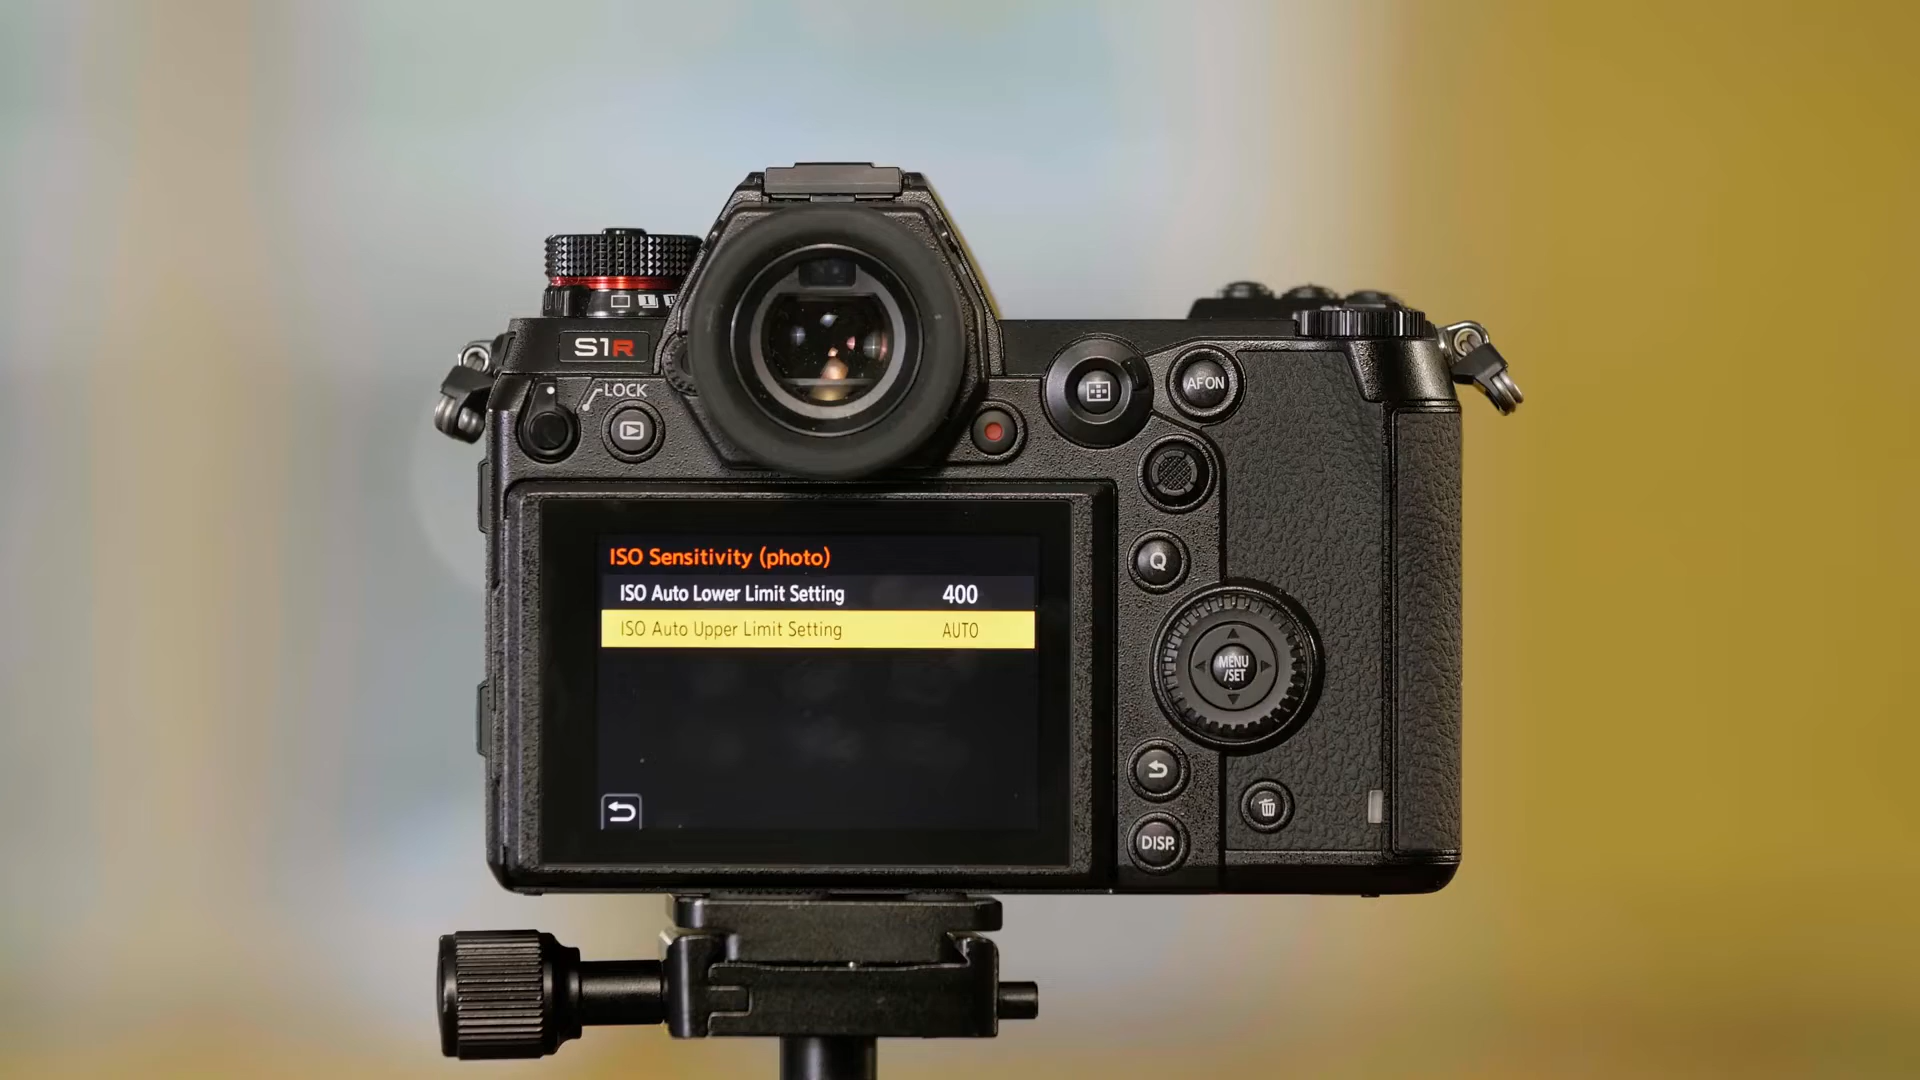 S1R
LOCK
AF ON
Q
ISO Sensitivity (photo)
ISO Auto Lower Limit Setting 400
ISO Auto Upper Limit Setting AUTO
MENU
/SET
DISP.